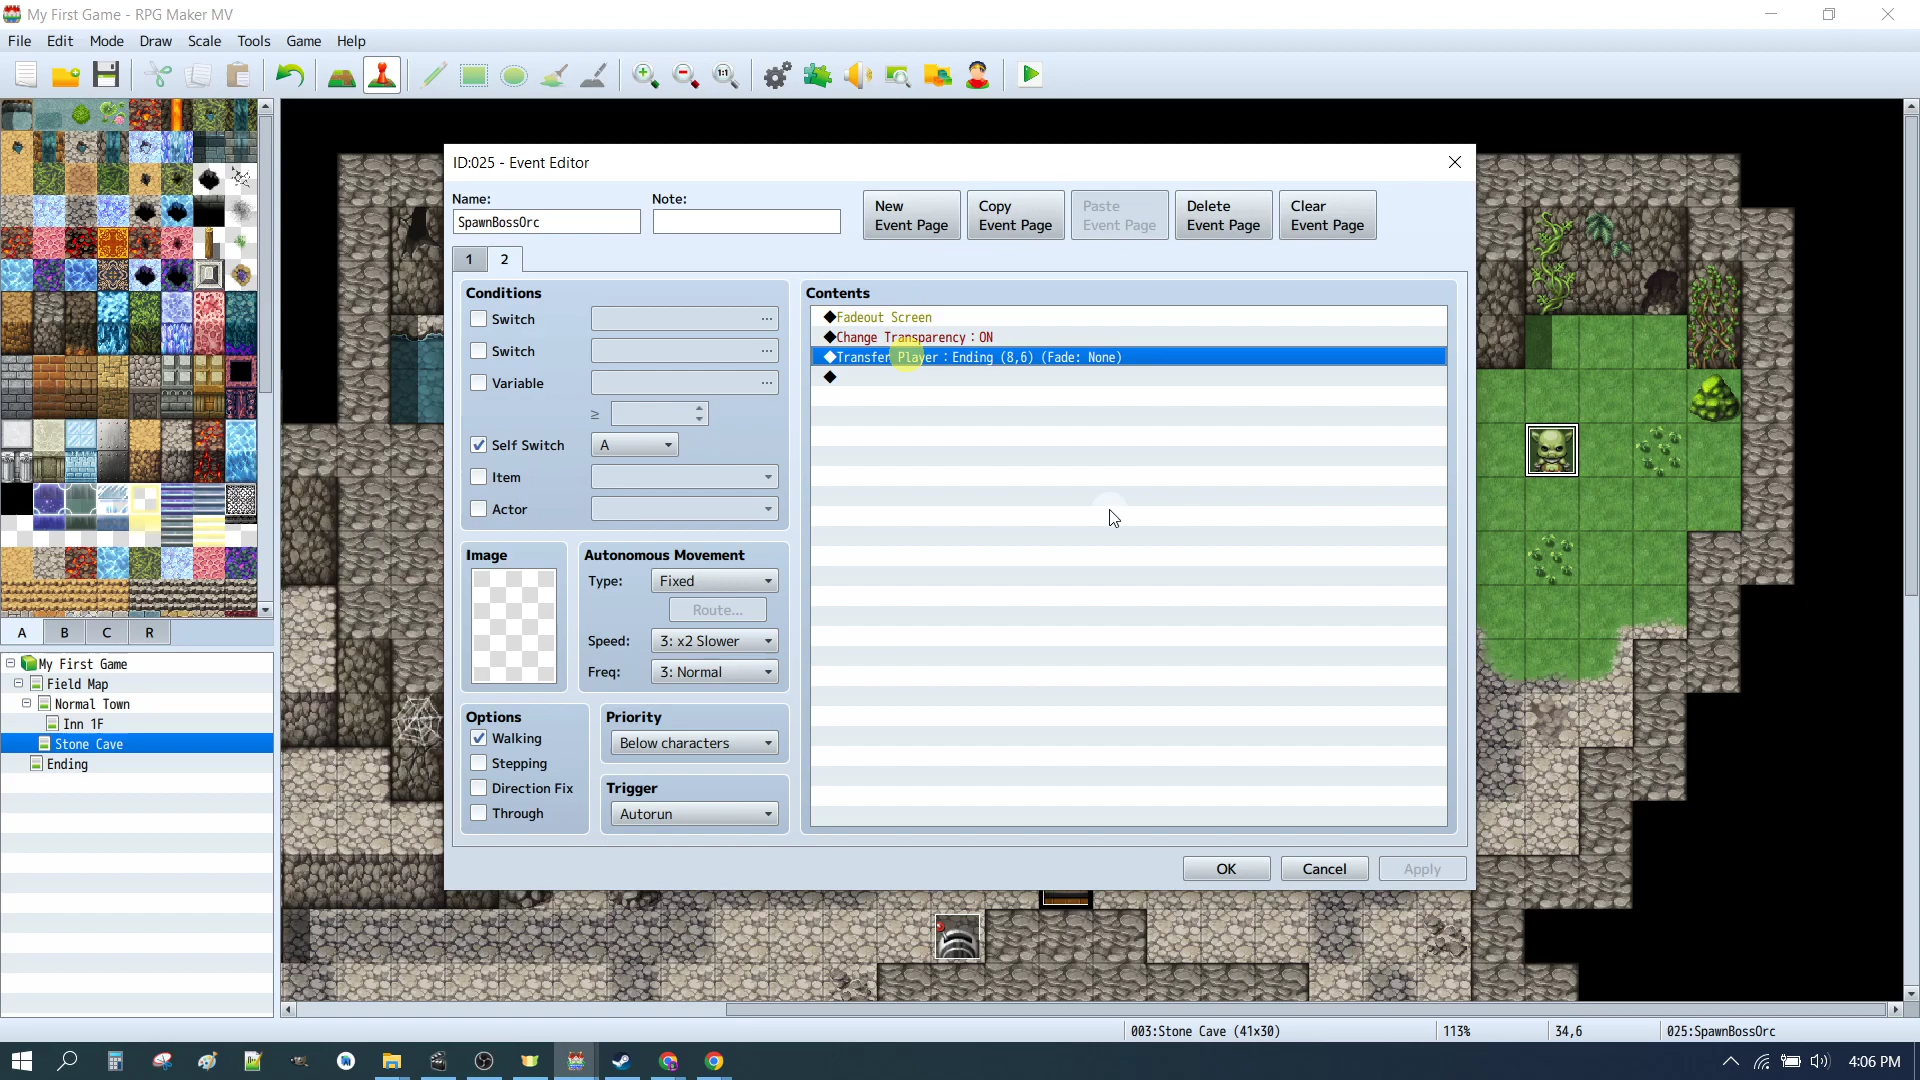 My First Game - RPG Maker MV
File Edit Mode Draw Scale Tools Game Help
1:1
ID:025 - Event Editor
Name:
Note:
SpawnBossOrc
New
Event Page
Copy
Event Page
Paste
Event Page
Delete
Event Page
Clear
Event Page
1 2
Conditions
Switch ...
Switch ...
Variable ...
≥
Self Switch A
Item
Actor
Image
Autonomous Movement
Type: Fixed
Route...
Speed: 3: x2 Slower
Freq: 3: Normal
Options
Walking
Stepping
Direction Fix
Through
Priority
Below characters
Trigger
Autorun
Contents
◆Fadeout Screen
◆Change Transparency : ON
◆Transfer Player : Ending (8,6) (Fade: None)
◆
OK Cancel Apply
A B C R
My First Game
Field Map
Normal Town
Inn 1F
Stone Cave
Ending
003:Stone Cave (41x30) 113% 34,6 025:SpawnBossOrc
4:06 PM